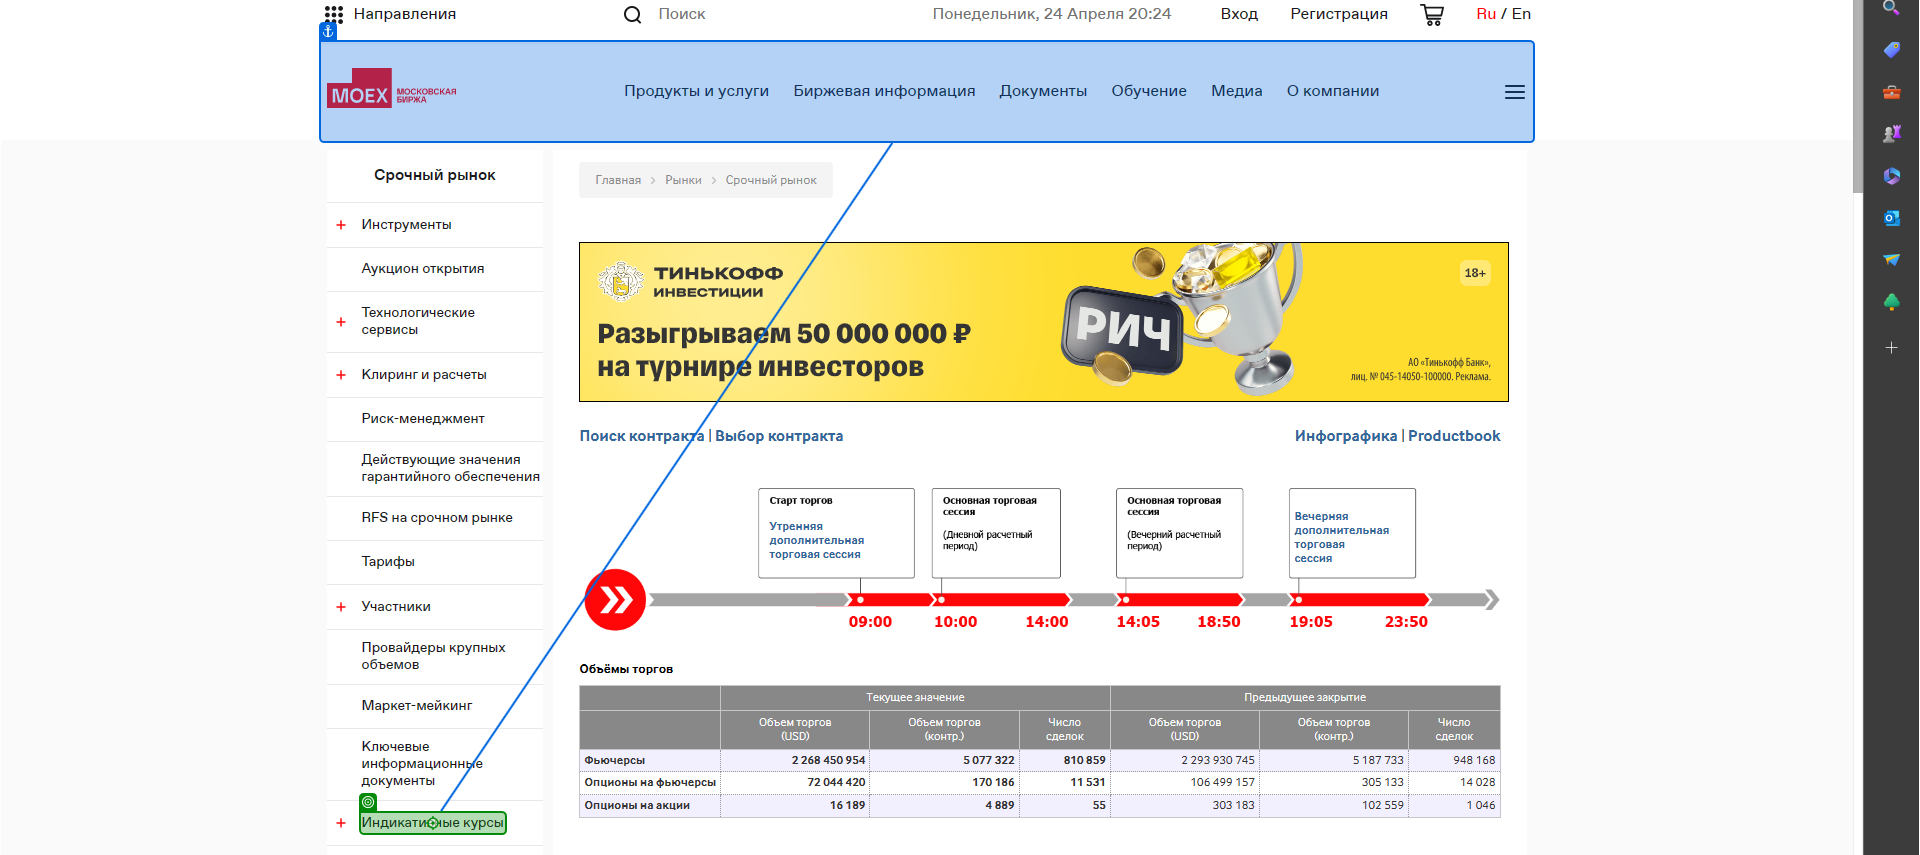 Направления
Поиск
Понедельник, 24 Апреля 20:24
Вход
Регистрация
Ru / En
MOEX МОСКОВСКАЯ БИРЖА
Продукты и услуги
Биржевая информация
Документы
Обучение
Медиа
О компании
Срочный рынок
+ Инструменты
Аукцион открытия
+ Технологические
сервисы
+ Клиринг и расчеты
Риск-менеджмент
Действующие значения
гарантийного обеспечения
RFS на срочном рынке
Тарифы
+ Участники
Провайдеры крупных
объемов
Маркет-мейкинг
Ключевые
информационные
документы
+ Индикативные курсы
Главная > Рынки > Срочный рынок
ТИНЬКОФФ
ИНВЕСТИЦИИ
Разыгрываем 50 000 000 ₽
на турнире инвесторов
РИЧ
18+
АО «Тинькофф Банк»,
лиц. № 045-14050-100000. Реклама.
Поиск контракта | Выбор контракта
Инфографика | Productbook
Старт торгов
Утренняя
дополнительная
торговая сессия
Основная торговая
сессия
(Дневной расчетный
период)
Основная торговая
сессия
(Вечерний расчетный
период)
Вечерняя
дополнительная
торговая
сессия
09:00 10:00 14:00 14:05 18:50 19:05 23:50
Объёмы торгов
Текущее значение Предыдущее закрытие
Объем торгов
(USD)
Объем торгов
(контр.)
Число
сделок
Объем торгов
(USD)
Объем торгов
(контр.)
Число
сделок
Фьючерсы 2 268 450 954 5 077 322 810 859 2 293 930 745 5 187 733 948 168
Опционы на фьючерсы 72 044 420 170 186 11 531 106 499 157 305 133 14 028
Опционы на акции 16 189 4 889 55 303 183 102 559 1 046